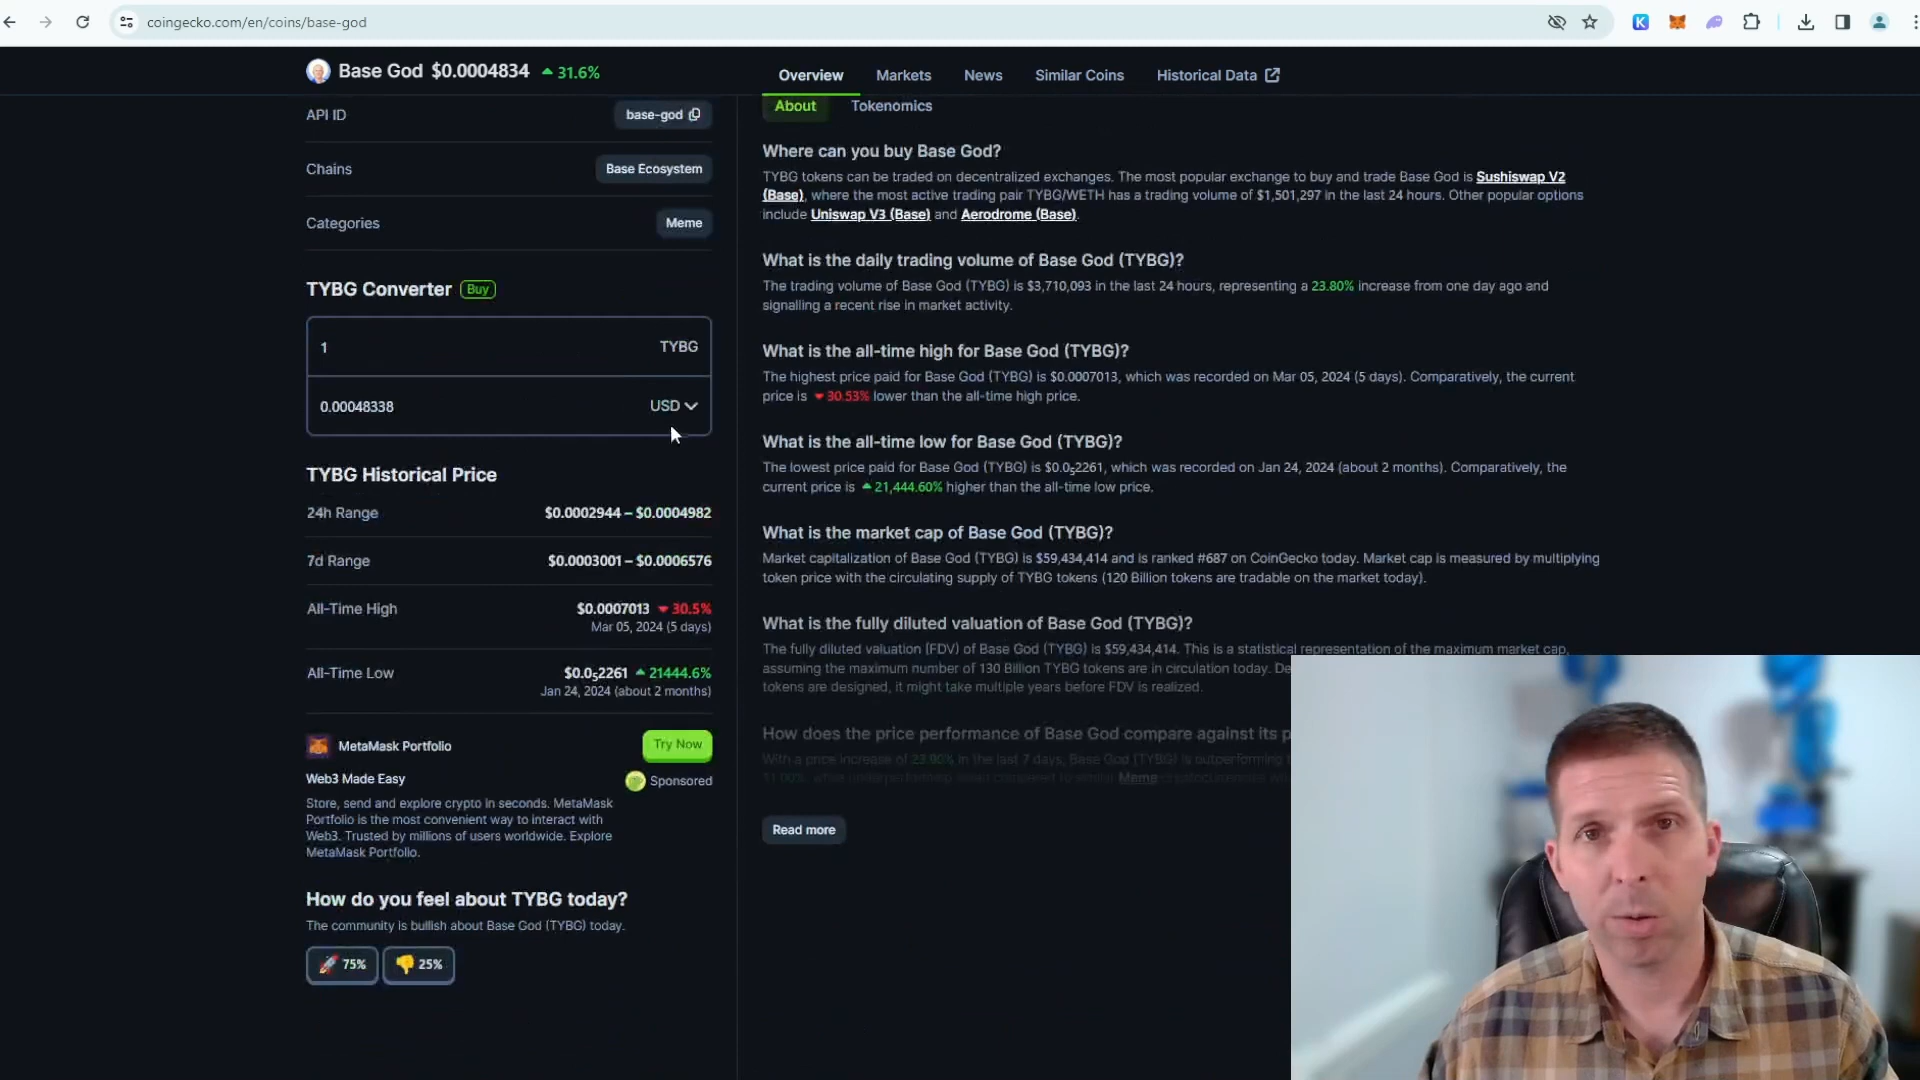 coingecko.com/en/coins/base-god
Base God $0.0004834 31.6%
Overview Markets News Similar Coins Historical Data
API ID base-god
Chains Base Ecosystem
Categories Meme
TYBG Converter Buy
1 TYBG
0.00048338 USD
TYBG Historical Price
24h Range $0.0002944 – $0.0004982
7d Range $0.0003001 – $0.0006576
All-Time High $0.0007013 30.5%
Mar 05, 2024 (5 days)
All-Time Low $0.0₅2261 21444.6%
Jan 24, 2024 (about 2 months)
MetaMask Portfolio Try Now
Web3 Made Easy Sponsored
Store, send and explore crypto in seconds. MetaMask
Portfolio is the most convenient way to interact with
Web3. Trusted by millions of users worldwide. Explore
MetaMask Portfolio.
How do you feel about TYBG today?
The community is bullish about Base God (TYBG) today.
75% 25%
About Tokenomics
Where can you buy Base God?
TYBG tokens can be traded on decentralized exchanges. The most popular exchange to buy and trade Base God is Sushiswap V2
(Base), where the most active trading pair TYBG/WETH has a trading volume of $1,501,297 in the last 24 hours. Other popular options
include Uniswap V3 (Base) and Aerodrome (Base).
What is the daily trading volume of Base God (TYBG)?
The trading volume of Base God (TYBG) is $3,710,093 in the last 24 hours, representing a 23.80% increase from one day ago and
signalling a recent rise in market activity.
What is the all-time high for Base God (TYBG)?
The highest price paid for Base God (TYBG) is $0.0007013, which was recorded on Mar 05, 2024 (5 days). Comparatively, the current
price is 30.53% lower than the all-time high price.
What is the all-time low for Base God (TYBG)?
The lowest price paid for Base God (TYBG) is $0.0₅2261, which was recorded on Jan 24, 2024 (about 2 months). Comparatively, the
current price is 21,444.60% higher than the all-time low price.
What is the market cap of Base God (TYBG)?
Market capitalization of Base God (TYBG) is $59,434,414 and is ranked #687 on CoinGecko today. Market cap is measured by multiplying
token price with the circulating supply of TYBG tokens (120 Billion tokens are tradable on the market today).
What is the fully diluted valuation of Base God (TYBG)?
The fully diluted valuation (FDV) of Base God (TYBG) is $59,434,414. This is a statistical representation of the maximum market cap,
assuming the maximum number of 130 Billion TYBG tokens are in circulation today.
tokens are designed, it might take multiple years before FDV is realized.
How does the price performance of Base God compare against its
With a price increase of 23.90% in the last 7 days, Base God (TYBG) is outperforming
Meme
Read more